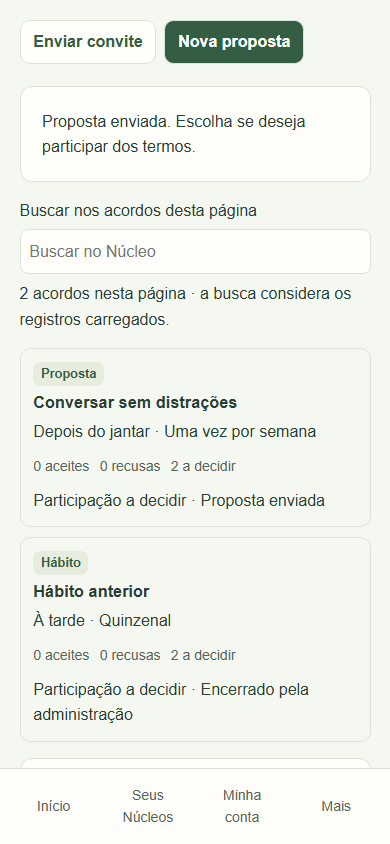 Enviar convite
Nova proposta
Proposta enviada. Escolha se deseja
participar dos termos.
Buscar nos acordos desta página
Buscar no Núcleo
2 acordos nesta página · a busca considera os
registros carregados.
Proposta
Conversar sem distrações
Depois do jantar · Uma vez por semana
0 aceites 0 recusas 2 a decidir
Participação a decidir · Proposta enviada
Hábito
Hábito anterior
À tarde · Quinzenal
0 aceites 0 recusas 2 a decidir
Participação a decidir · Encerrado pela
administração
Início
Seus
Núcleos
Minha
conta
Mais